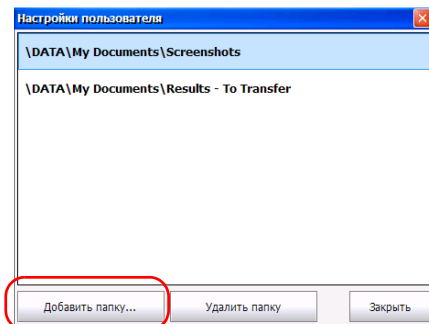 Настройки пользователя
\DATA\My Documents\Screenshots
\DATA\My Documents\Results - To Transfer
Добавить папку... Удалить папку Закрыть